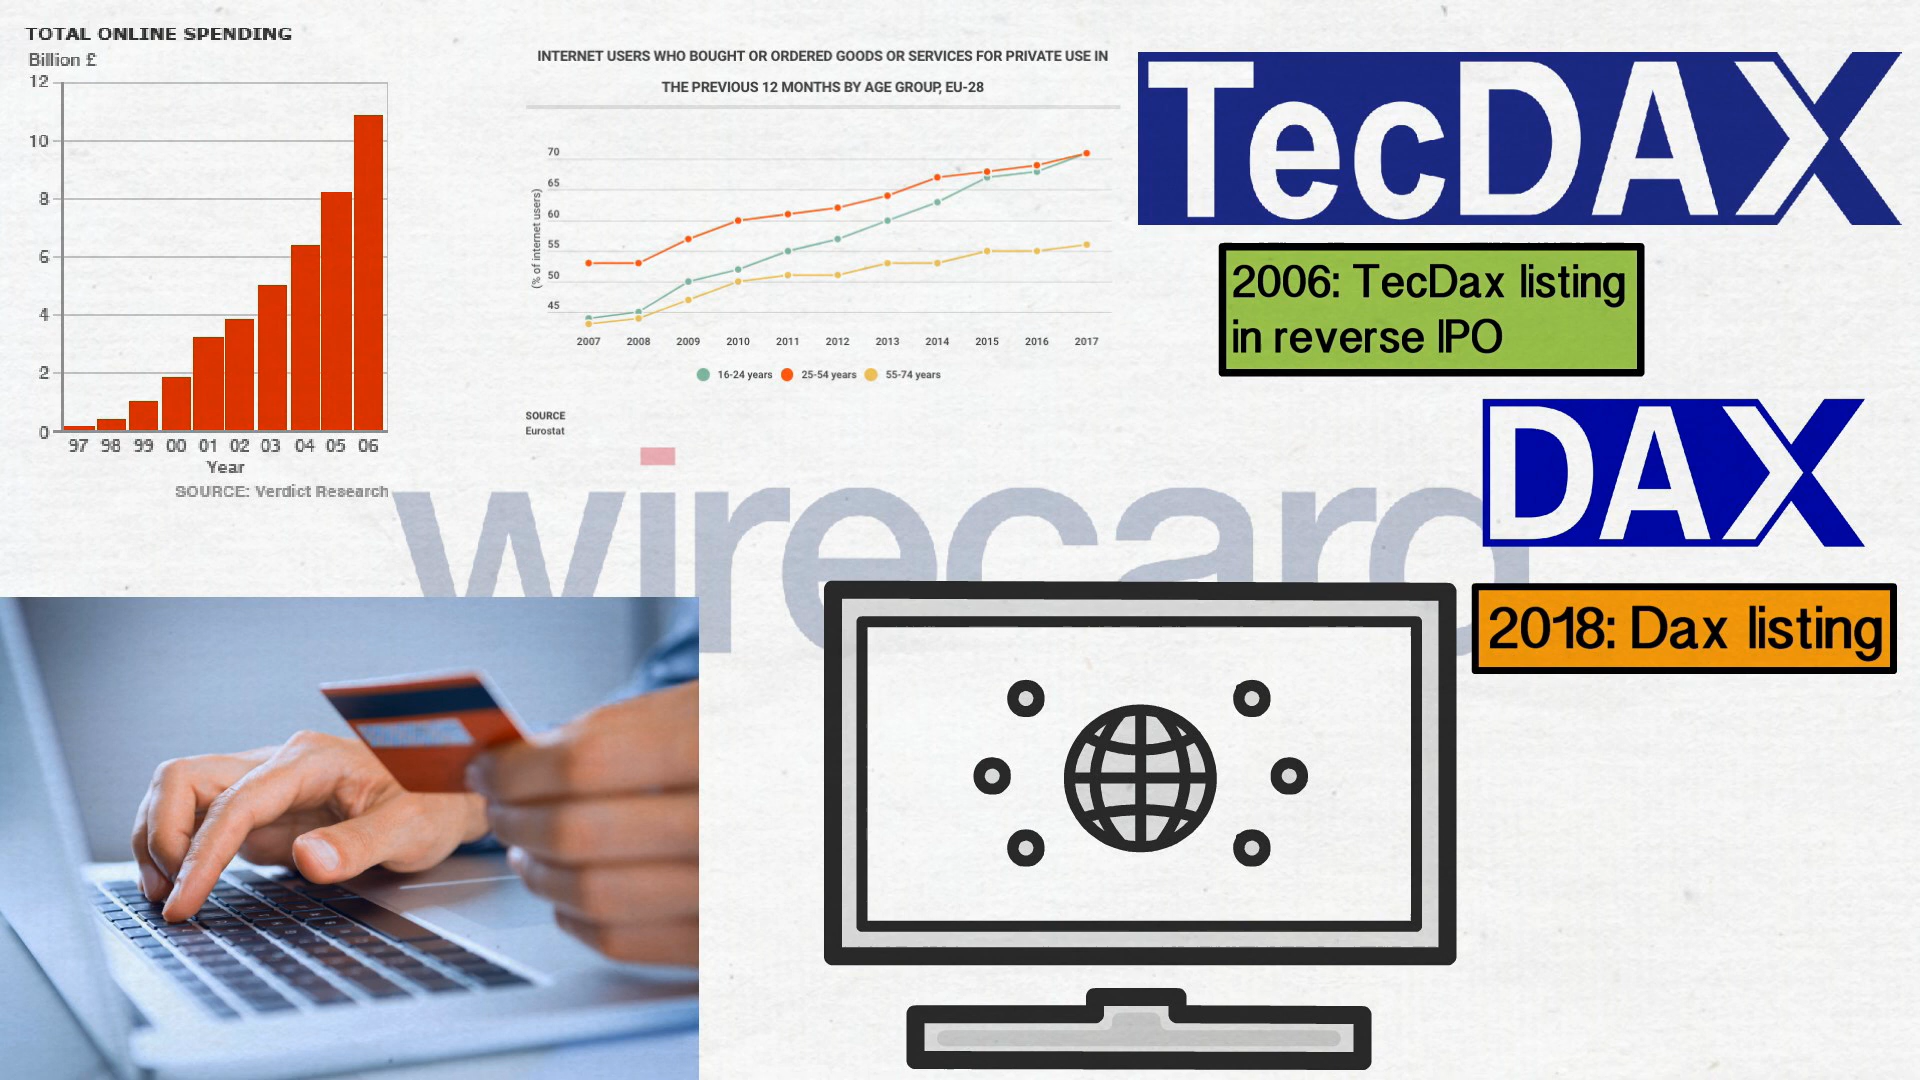 TOTAL ONLINE SPENDING
Billion £
12
10
8
6
4
2
0
97 98 99 00 01 02 03 04 05 06
Year
SOURCE: Verdict Research
INTERNET USERS WHO BOUGHT OR ORDERED GOODS OR SERVICES FOR PRIVATE USE IN
THE PREVIOUS 12 MONTHS BY AGE GROUP, EU-28
(% of internet users)
70
65
60
55
50
45
2007 2008 2009 2010 2011 2012 2013 2014 2015 2016 2017
16-24 years 25-54 years 55-74 years
SOURCE
Eurostat
TecDAX
2006: TecDax listing
in reverse IPO
DAX
2018: Dax listing
wirecard